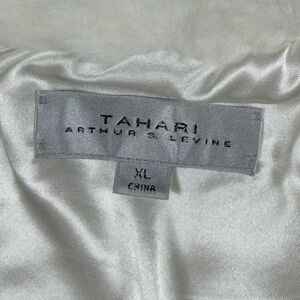 TAHARI
ARTHUR S. LEVINE
XL
CHINA